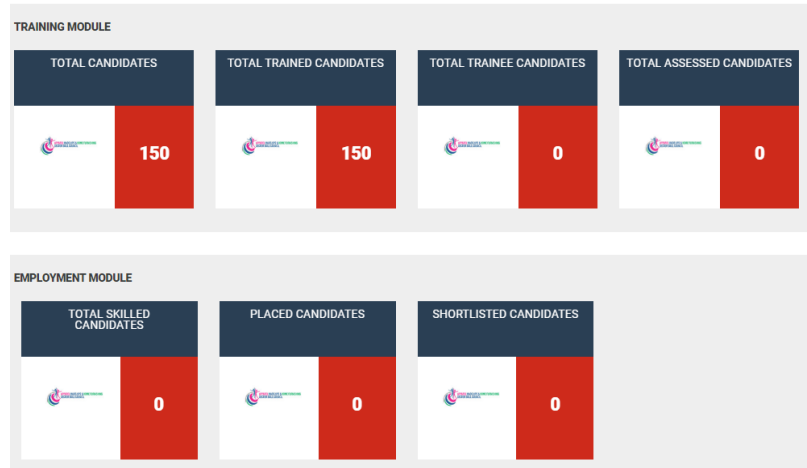 TRAINING MODULE
TOTAL CANDIDATES
150
TOTAL TRAINED CANDIDATES
150
TOTAL TRAINEE CANDIDATES
0
TOTAL ASSESSED CANDIDATES
0
EMPLOYMENT MODULE
TOTAL SKILLED
CANDIDATES
0
PLACED CANDIDATES
0
SHORTLISTED CANDIDATES
0